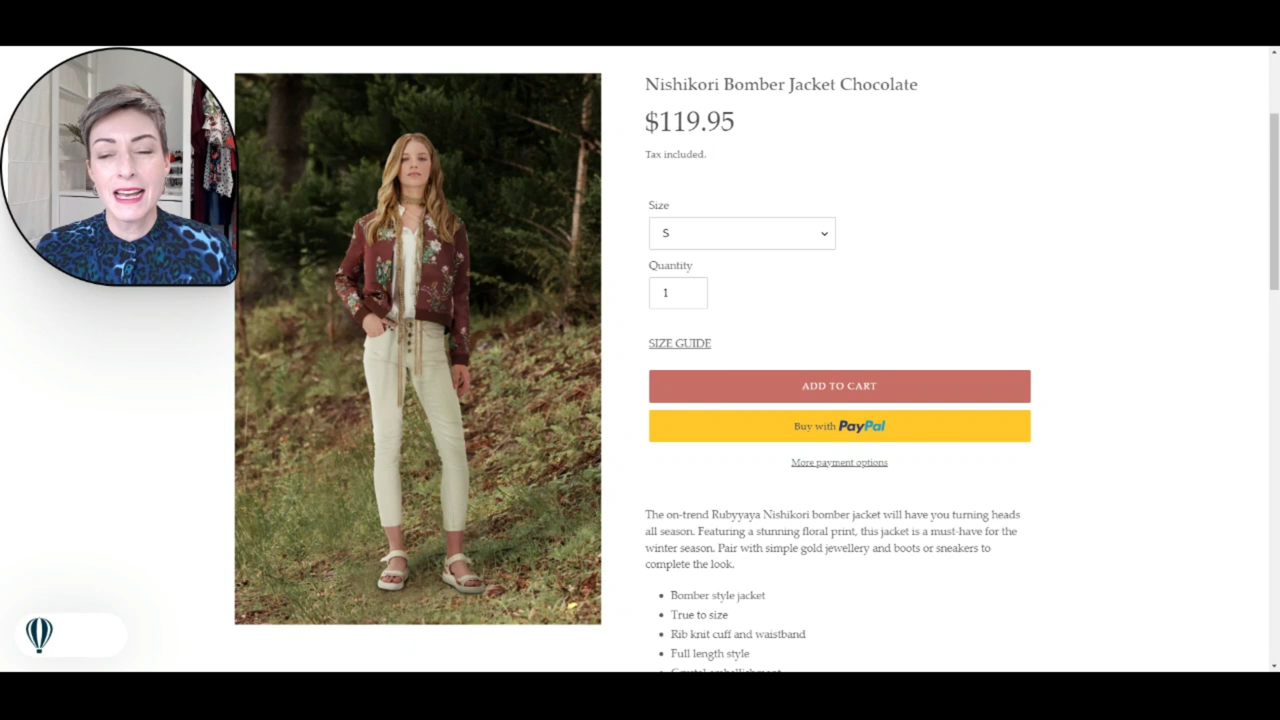 Nishikori Bomber Jacket Chocolate
$119.95
Tax included.
Size
S
Quantity
1
SIZE GUIDE
ADD TO CART
Buy with PayPal
More payment options
The on-trend Rubyyaya Nishikori bomber jacket will have you turning heads
all season. Featuring a stunning floral print, this jacket is a must-have for the
winter season. Pair with simple gold jewellery and boots or sneakers to
complete the look.
Bomber style jacket
True to size
Rib knit cuff and waistband
Full length style